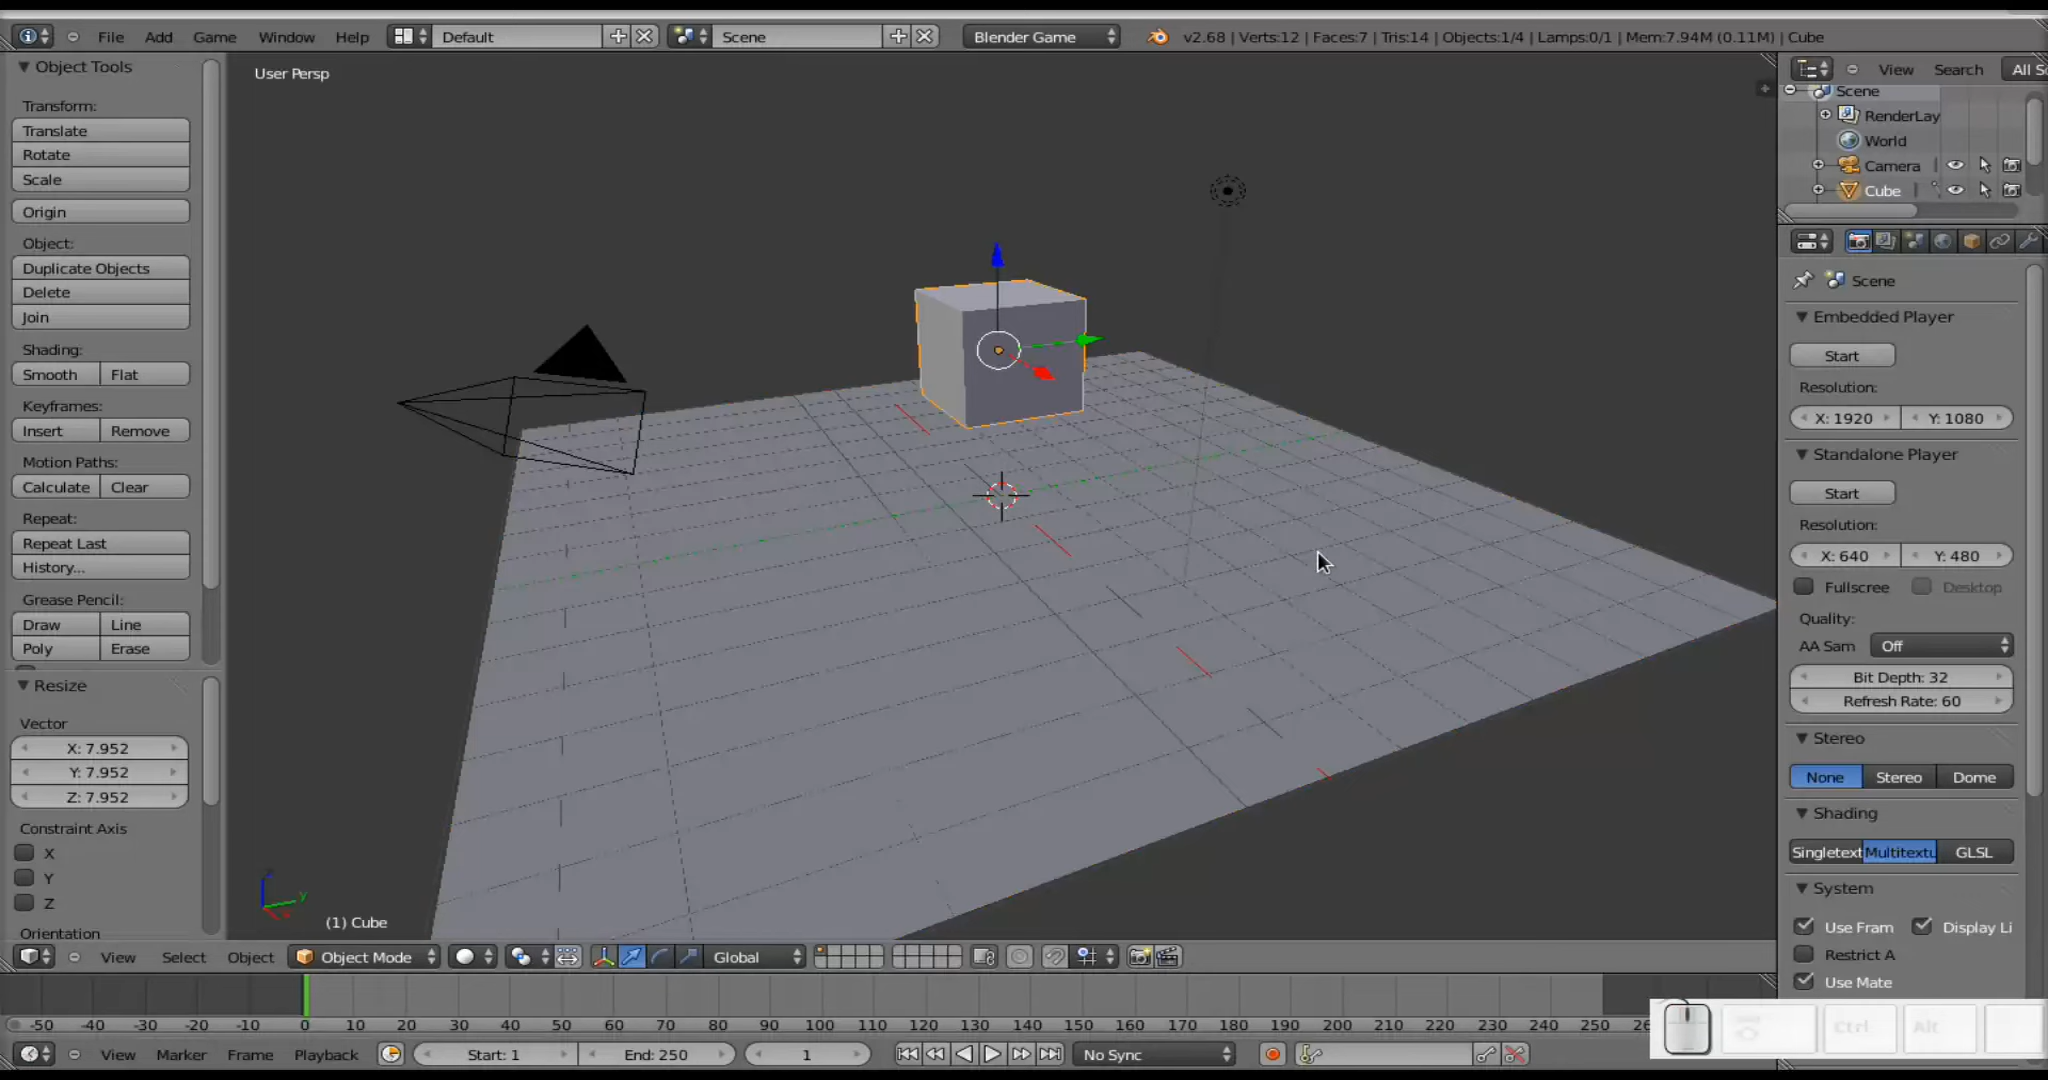 File Add Game Window Help Default Scene Blender Game v2.68 | Verts:12 | Faces:7 | Tris:14 | Objects:1/4 | Lamps:0/1 | Mem:7.94M (0.11M) | Cube
Object Tools
Transform:
Translate
Rotate
Scale
Origin
Object:
Duplicate Objects
Delete
Join
Shading:
Smooth Flat
Keyframes:
Insert Remove
Motion Paths:
Calculate Clear
Repeat:
Repeat Last
History...
Grease Pencil:
Draw Line
Poly Erase
Resize
Vector
X: 7.952
Y: 7.952
Z: 7.952
Constraint Axis
X
Y
Z
Orientation
User Persp
(1) Cube
View Search All S
Scene
RenderLay
World
Camera
Cube
Scene
Embedded Player
Start
Resolution:
X: 1920 Y: 1080
Standalone Player
Start
Resolution:
X: 640 Y: 480
Fullscree Desktop
Quality:
AA Sam Off
Bit Depth: 32
Refresh Rate: 60
Stereo
None Stereo Dome
Shading
Singletext Multitextu GLSL
System
Use Fram Display Li
Restrict A
Use Mate
Ctrl Alt
View Select Object Object Mode Global
-50 -40 -30 -20 -10 0 10 20 30 40 50 60 70 80 90 100 110 120 130 140 150 160 170 180 190 200 210 220 230 240 250 26
View Marker Frame Playback Start: 1 End: 250 1 No Sync